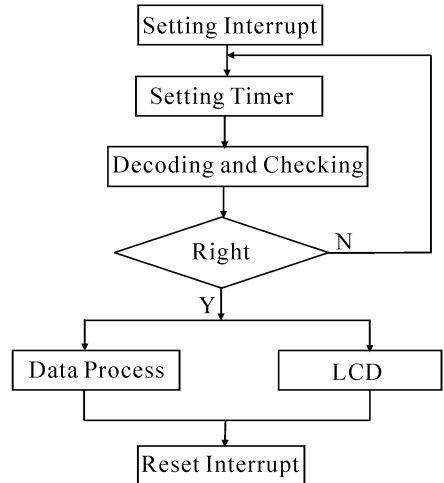 Setting Interrupt
Setting Timer
Decoding and Checking
Right
N
Y
Data Process
LCD
Reset Interrupt